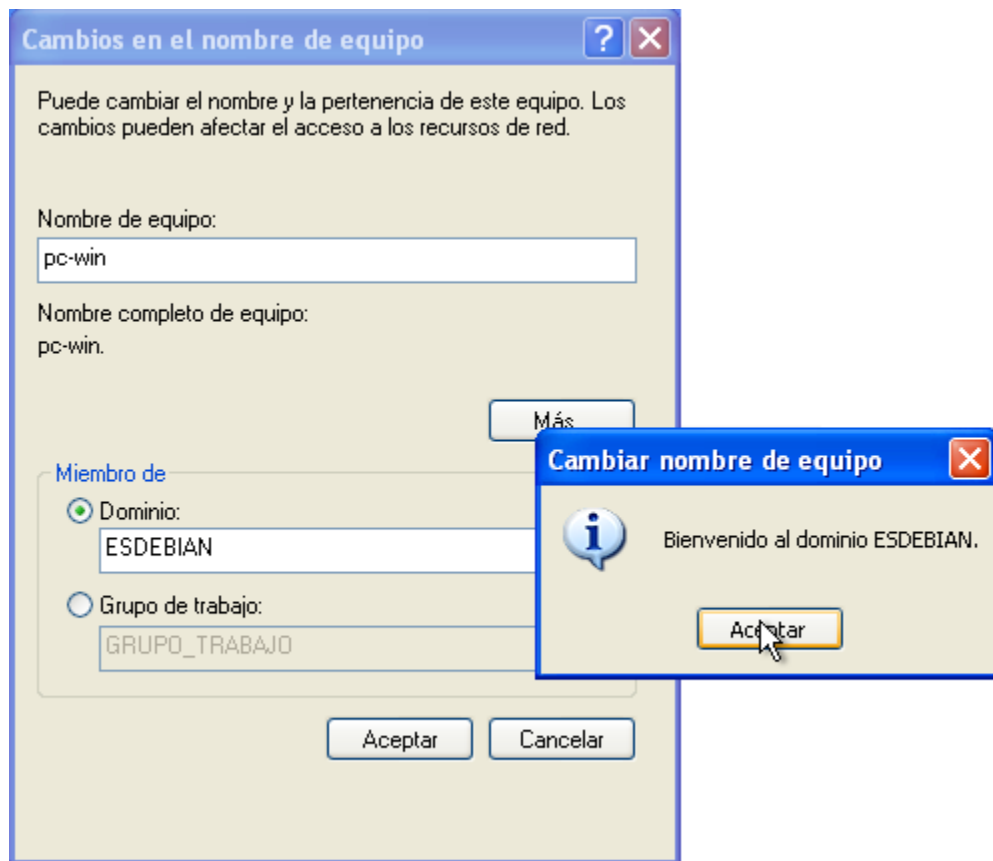 Cambios en el nombre de equipo
Puede cambiar el nombre y la pertenencia de este equipo. Los
cambios pueden afectar el acceso a los recursos de red.
Nombre de equipo:
pc-win
Nombre completo de equipo:
pc-win.
Más
Miembro de
Dominio:
ESDEBIAN
Grupo de trabajo:
GRUPO_TRABAJO
Aceptar
Cancelar
Cambiar nombre de equipo
Bienvenido al dominio ESDEBIAN.
Aceptar